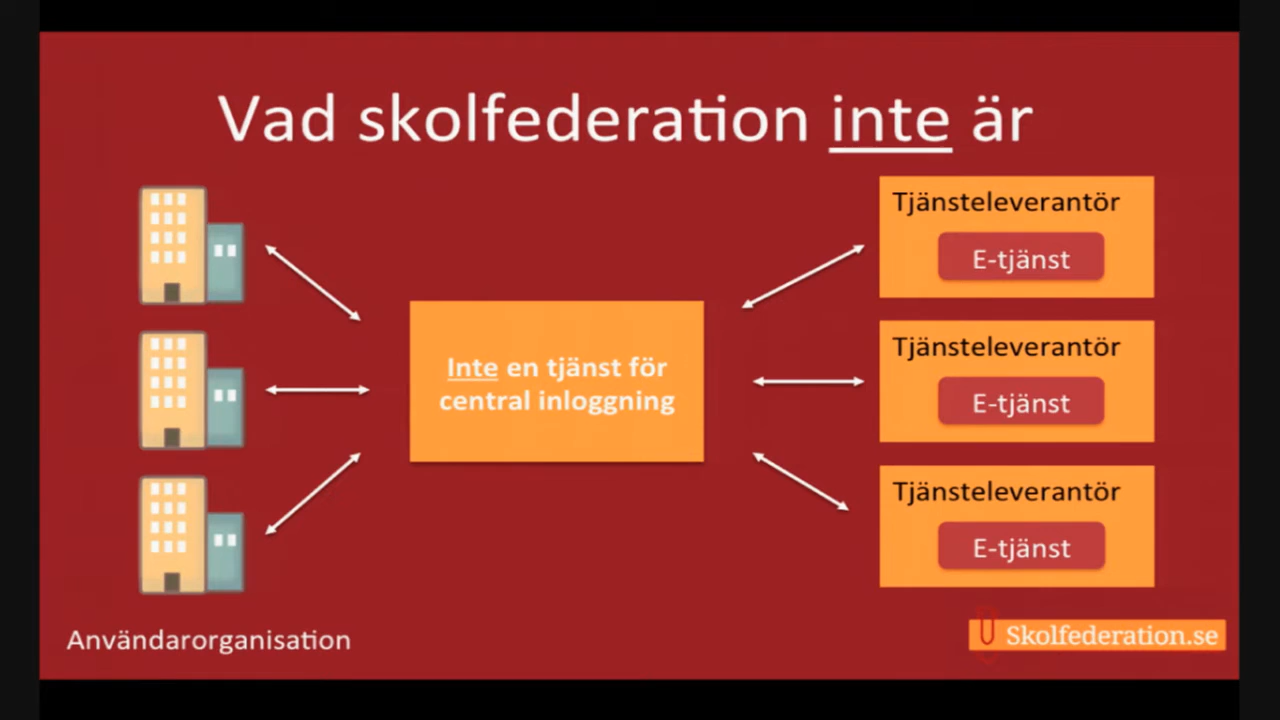 Vad skolfederation inte är
Tjänsteleverantör
E-tjänst
Inte en tjänst för
central inloggning
Tjänsteleverantör
E-tjänst
Tjänsteleverantör
E-tjänst
Användarorganisation
Skolfederation.se